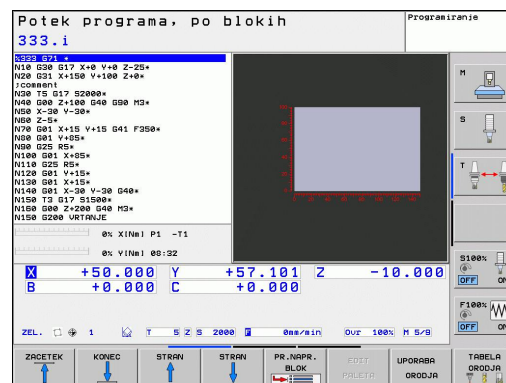 Potek programa, po blokih
Programiranje
333.i
%333 G71 *
N10 G30 G17 X+0 Y+0 Z-25*
N20 G31 X+150 Y+100 Z+0*
;comment
N30 T5 G17 S2000*
N40 G00 Z+100 G40 G90 M3*
N50 X-30 Y-30*
N60 Z-5*
N70 G01 X+15 Y+15 G41 F350*
N80 G01 Y+85*
N90 G25 R5*
N100 G01 X+85*
N110 G25 R5*
N120 G01 Y+15*
N130 G01 X+15*
N140 G01 X-30 Y-30 G40*
N150 T3 G17 S1500*
N160 G00 Z+200 G40 M3*
N150 G200 VRTANJE
0% X[Nm] P1 -T1
0% Y[Nm] 08:32
X +50.000 Y +57.101 Z -10.000
B +0.000 C +0.000
ZEL. 1 T 5 Z S 2000 F 0mm/min Ovr 100% M 5/9
M
S
T
S100%
OFF ON
F100%
OFF ON
ZACETEK
KONEC
STRAN
STRAN
PR.NAPR. BLOK
EDIT PALETA
UPORABA ORODJA
TABELA ORODJA